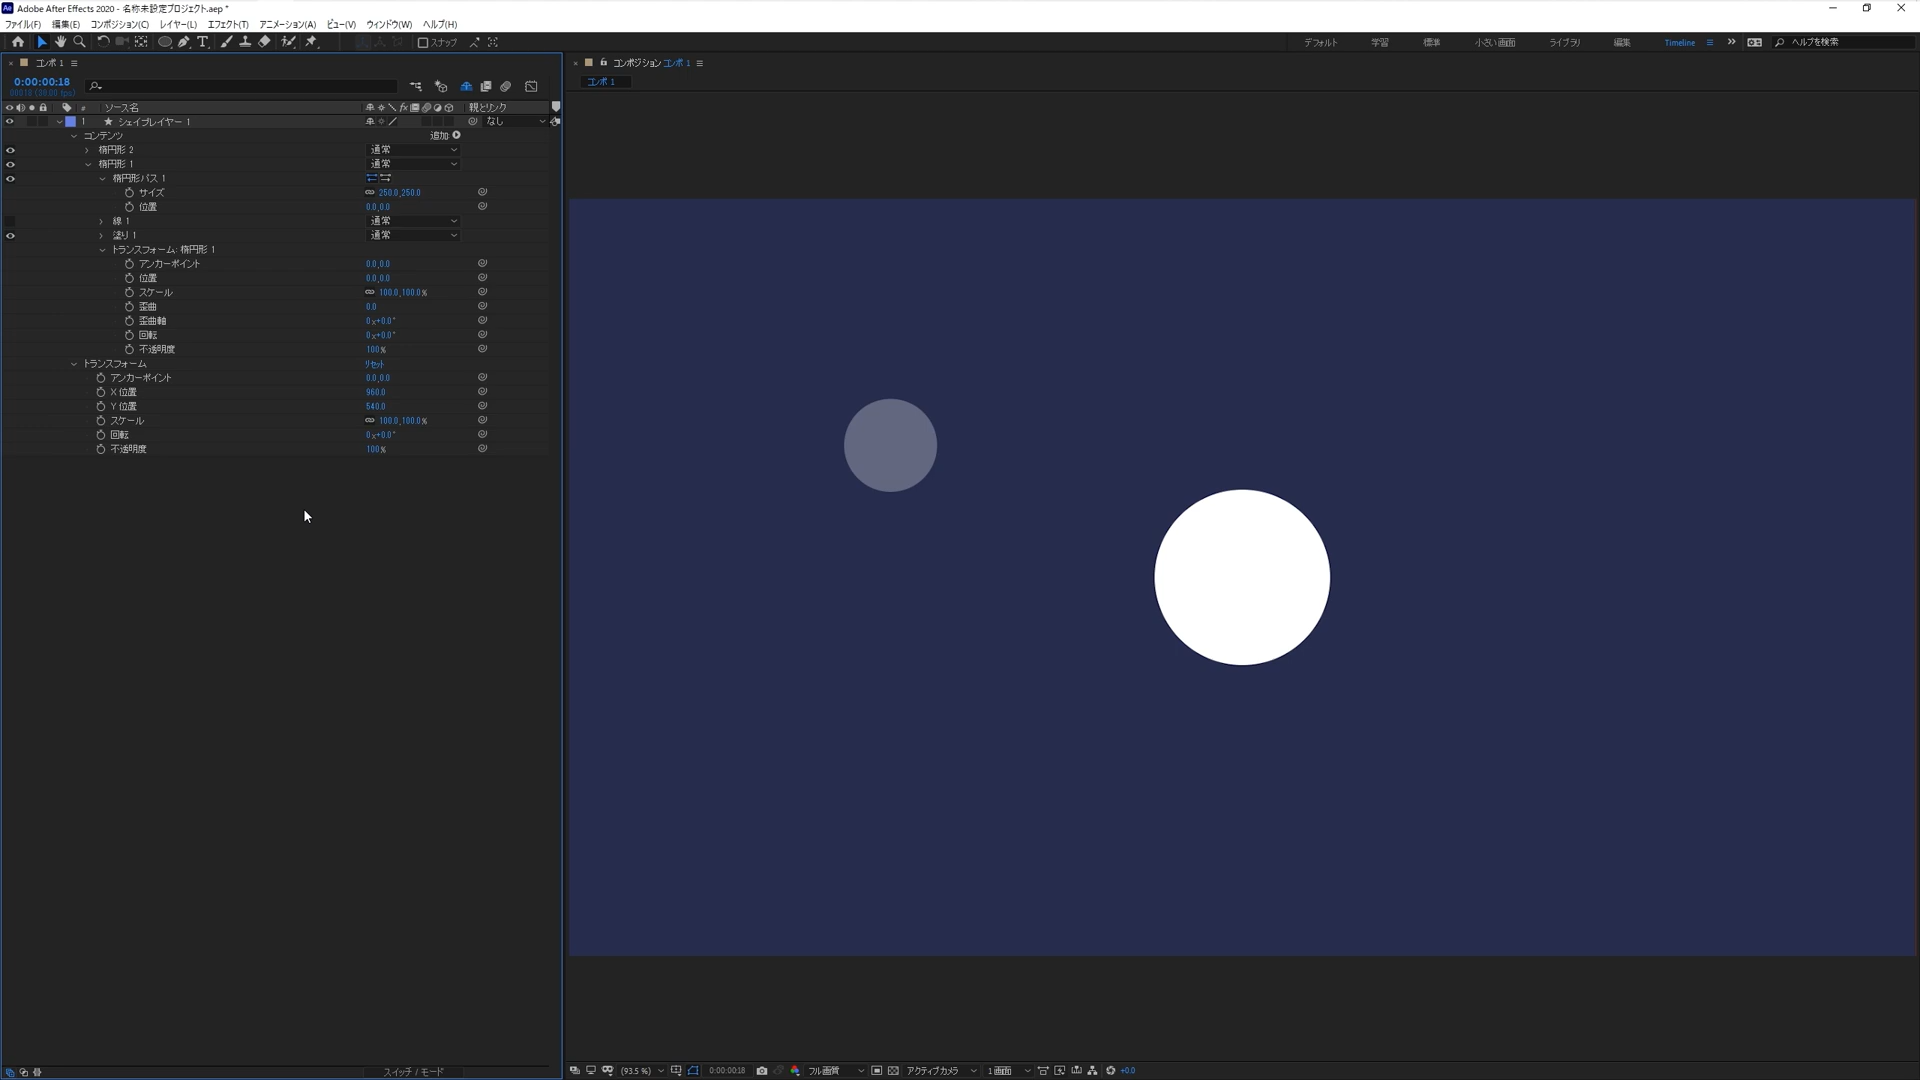 Adobe After Effects 2020 - 名称未設定プロジェクト.aep *
ファイル(F) 編集(E) コンポジション(C) レイヤー(L) エフェクト(T) アニメーション(A) ビュー(V) ウィンドウ(W) ヘルプ(H)
スナップ デフォルト 学習 標準 小さい画面 ライブラリ 編集 Timeline ヘルプを検索
コンポ 1
コンポジション コンポ 1
0:00:00:18
00018 (30.00 fps)
コンポ 1
# ソース名 fx 親とリンク
1 シェイプレイヤー 1 なし
コンテンツ 追加
楕円形 2 通常
楕円形 1 通常
楕円形パス 1
サイズ 250.0,250.0
位置 0.0,0.0
線 1 通常
塗り 1 通常
トランスフォーム: 楕円形 1
アンカーポイント 0.0,0.0
位置 0.0,0.0
スケール 100.0,100.0%
歪曲 0.0
歪曲軸 0x+0.0°
回転 0x+0.0°
不透明度 100%
トランスフォーム リセット
アンカーポイント 0.0,0.0
X 位置 960.0
Y 位置 540.0
スケール 100.0,100.0%
回転 0x+0.0°
不透明度 100%
スイッチ / モード
(93.5 %) 0:00:00:18 フル画質 アクティブカメラ 1画面 +0.0